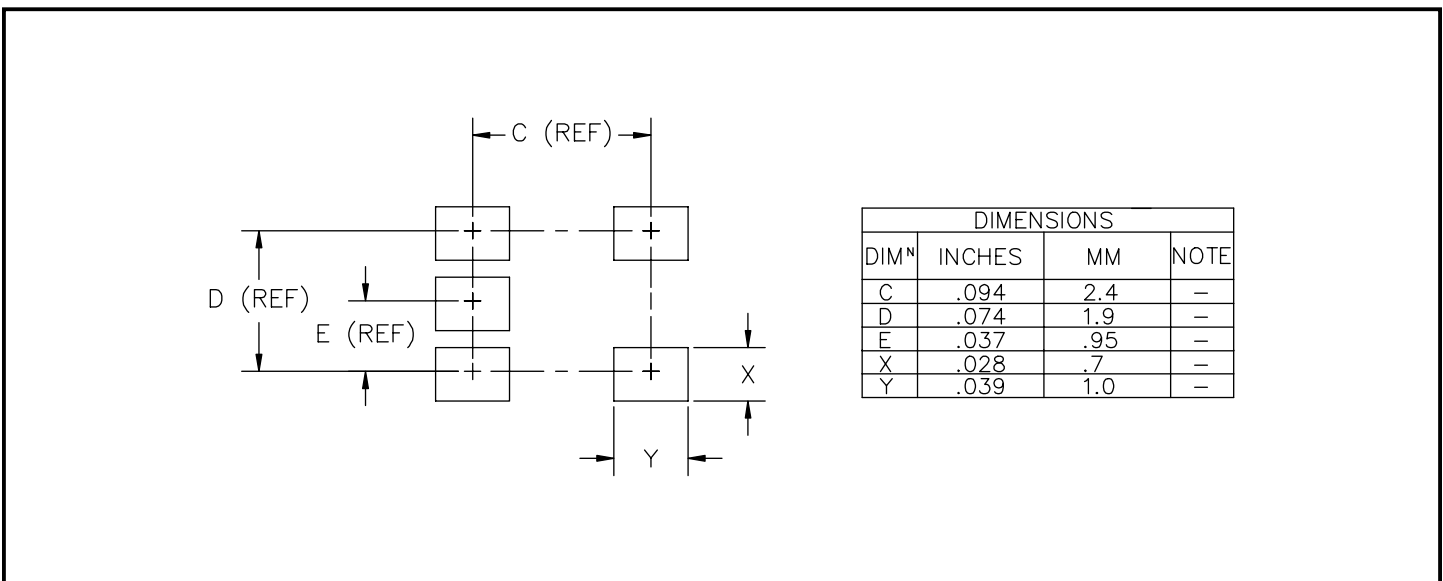 C (REF)
D (REF)
E (REF)
X
Y
DIMENSIONS
DIMᴺ INCHES MM NOTE
C .094 2.4 –
D .074 1.9 –
E .037 .95 –
X .028 .7 –
Y .039 1.0 –